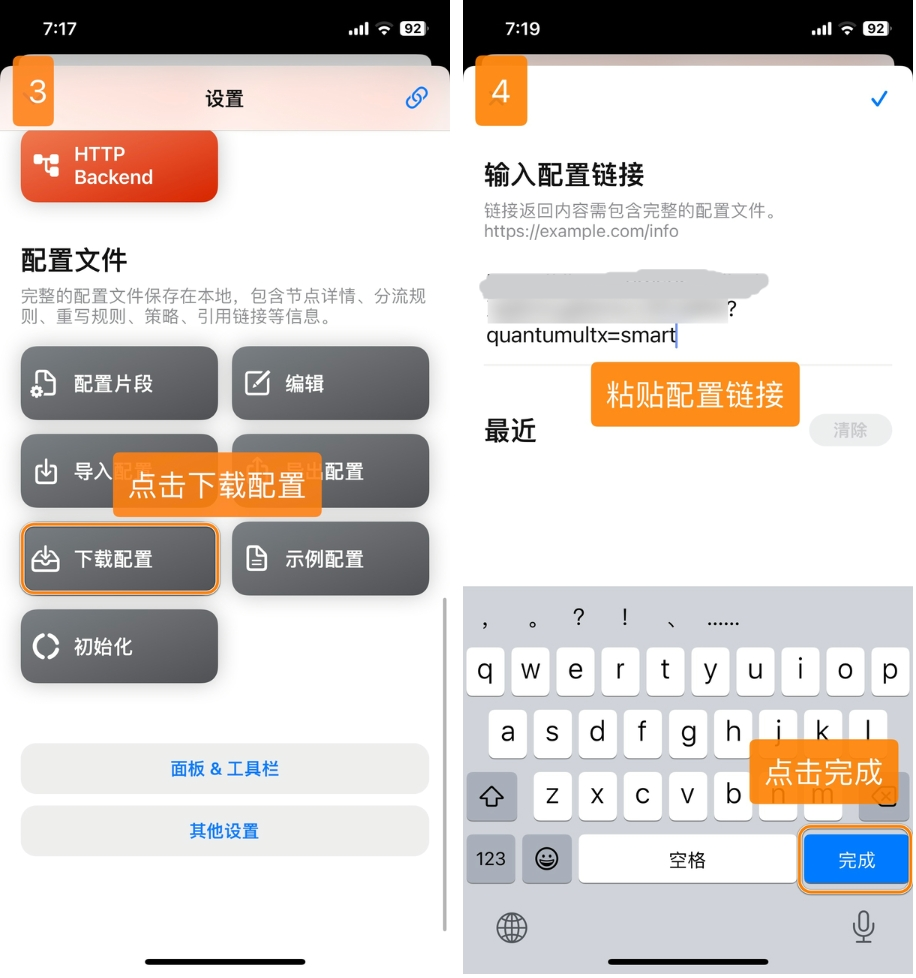 7:17
92
3
设置
HTTP
Backend
配置文件
完整的配置文件保存在本地，包含节点详情、分流规
则、重写规则、策略、引用链接等信息。
配置片段
编辑
导入配置
导出配置
点击下载配置
下载配置
示例配置
初始化
面板 & 工具栏
其他设置
7:19
92
4
输入配置链接
链接返回内容需包含完整的配置文件。
https://example.com/info
?
quantumultx=smart
粘贴配置链接
最近
清除
， 。 ? ! 、 ......
q w e r t y u i o p
a s d f g h j k l
点击完成
z x c v b n m
123
空格
完成